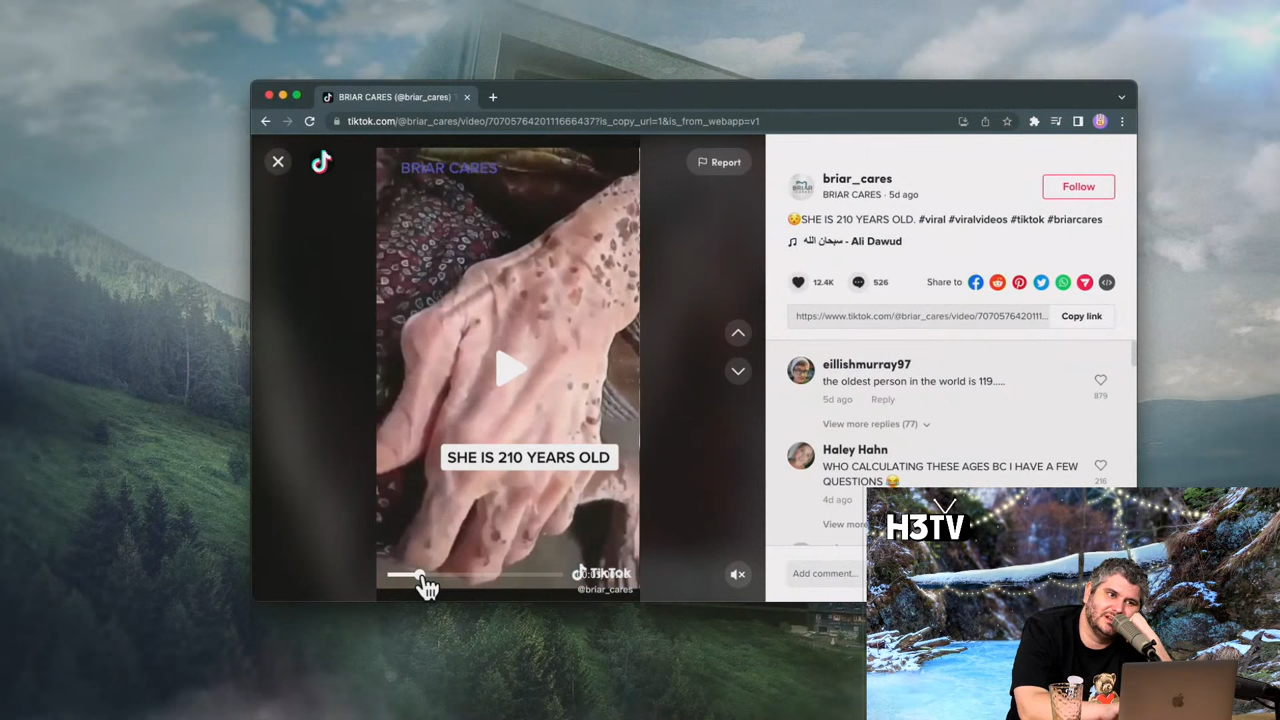 BRIAR CARES (@briar_cares)
tiktok.com/@briar_cares/video/7070576420111666437?is_copy_url=1&is_from_webapp=v1
BRIAR CARES
Report
SHE IS 210 YEARS OLD
TikTok
@briar_cares
briar_cares
BRIAR CARES · 5d ago
Follow
😧SHE IS 210 YEARS OLD. #viral #viralvideos #tiktok #briarcares
سبحان الله - Ali Dawud
12.4K
526
Share to
https://www.tiktok.com/@briar_cares/video/7070576420111...
Copy link
eillishmurray97
the oldest person in the world is 119.....
879
5d ago
Reply
View more replies (77)
Haley Hahn
WHO CALCULATING THESE AGES BC I HAVE A FEW
QUESTIONS 😂
216
4d ago
View more
Add comment...
H3TV